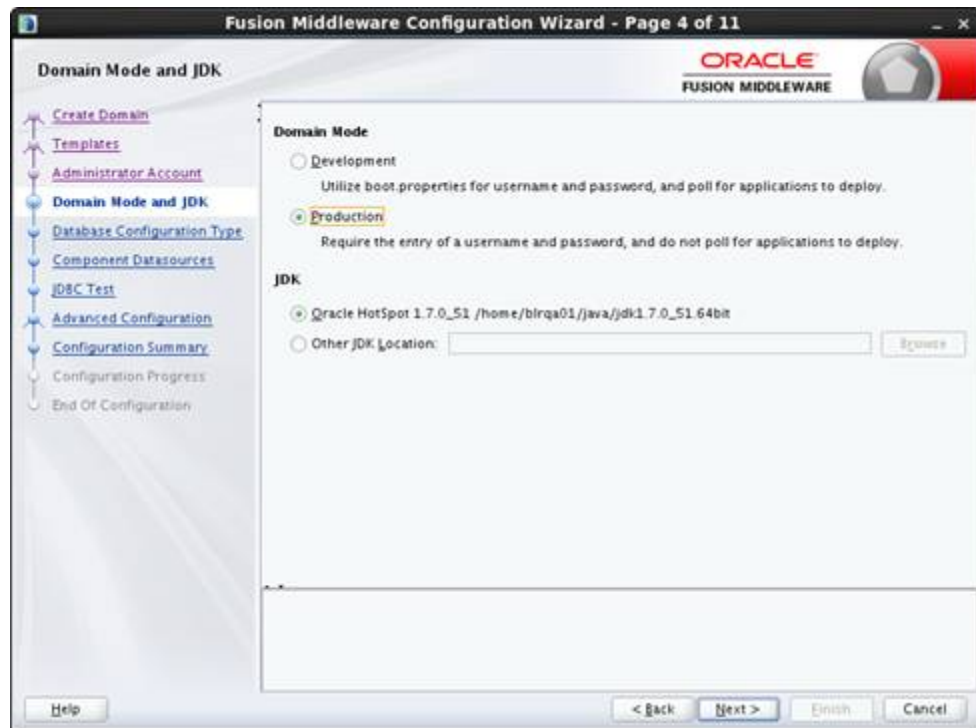 Fusion Middleware Configuration Wizard - Page 4 of 11
Domain Mode and JDK
ORACLE
FUSION MIDDLEWARE
Create Domain
Templates
Administrator Account
Domain Mode and JDK
Database Configuration Type
Component Datasources
JDBC Test
Advanced Configuration
Configuration Summary
Configuration Progress
End Of Configuration
Domain Mode
Development
Utilize boot.properties for username and password, and poll for applications to deploy.
Production
Require the entry of a username and password, and do not poll for applications to deploy.
JDK
Oracle HotSpot 1.7.0_51 /home/blrqa01/java/jdk1.7.0_51.64bit
Other JDK Location:
Browse
Help
< Back
Next >
Finish
Cancel